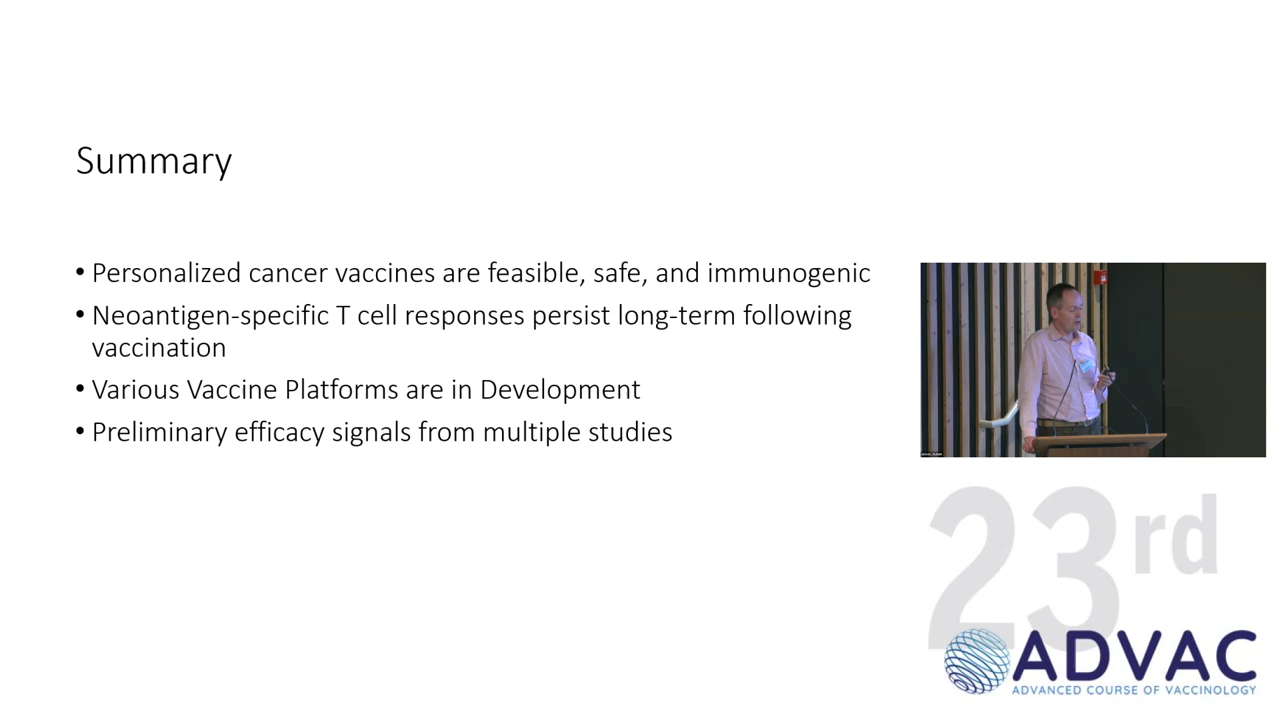 Summary
• Personalized cancer vaccines are feasible, safe, and immunogenic
• Neoantigen-specific T cell responses persist long-term following
vaccination
• Various Vaccine Platforms are in Development
• Preliminary efficacy signals from multiple studies
23rd
ADVAC
ADVANCED COURSE OF VACCINOLOGY